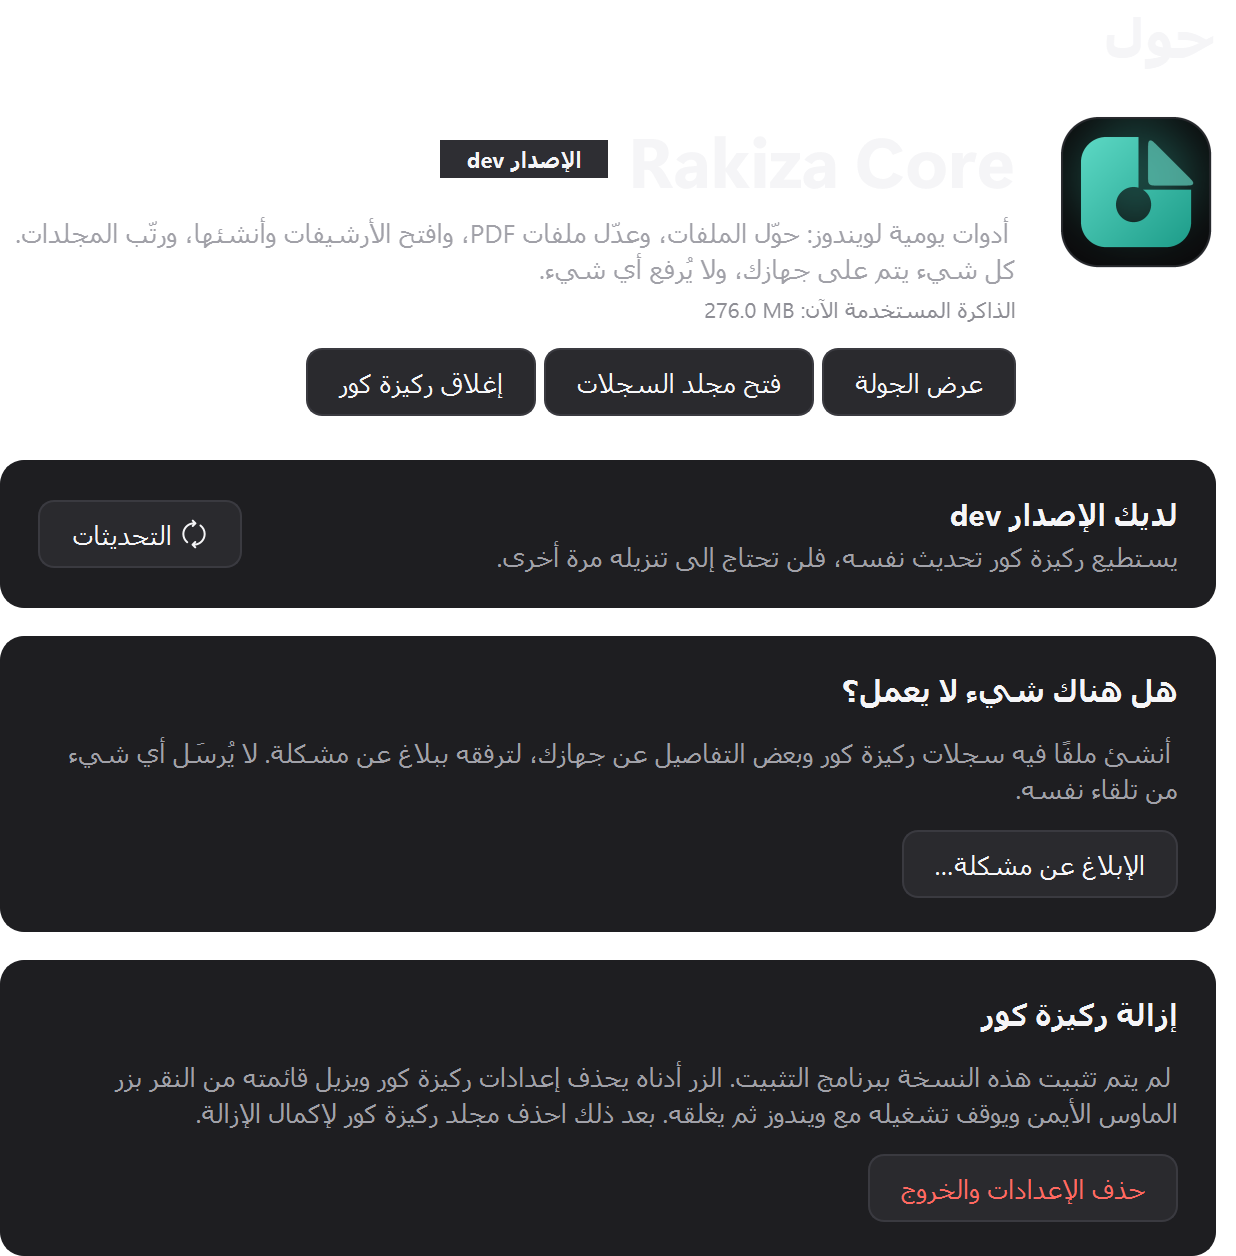 حول
Rakiza Core الإصدار dev
أدوات يومية لويندوز: حوّل الملفات، وعدّل ملفات PDF، وافتح الأرشيفات وأنشئها، ورتّب المجلدات.
كل شيء يتم على جهازك، ولا يُرفع أي شيء.
الذاكرة المستخدمة الآن: 276.0 MB
عرض الجولة فتح مجلد السجلات إغلاق ركيزة كور
لديك الإصدار dev
يستطيع ركيزة كور تحديث نفسه، فلن تحتاج إلى تنزيله مرة أخرى.
التحديثات
هل هناك شيء لا يعمل؟
أنشئ ملفًا فيه سجلات ركيزة كور وبعض التفاصيل عن جهازك، لترفقه ببلاغ عن مشكلة. لا يُرسَل أي شيء
من تلقاء نفسه.
الإبلاغ عن مشكلة...
إزالة ركيزة كور
لم يتم تثبيت هذه النسخة ببرنامج التثبيت. الزر أدناه يحذف إعدادات ركيزة كور ويزيل قائمته من النقر بزر
الماوس الأيمن ويوقف تشغيله مع ويندوز ثم يغلقه. بعد ذلك احذف مجلد ركيزة كور لإكمال الإزالة.
حذف الإعدادات والخروج